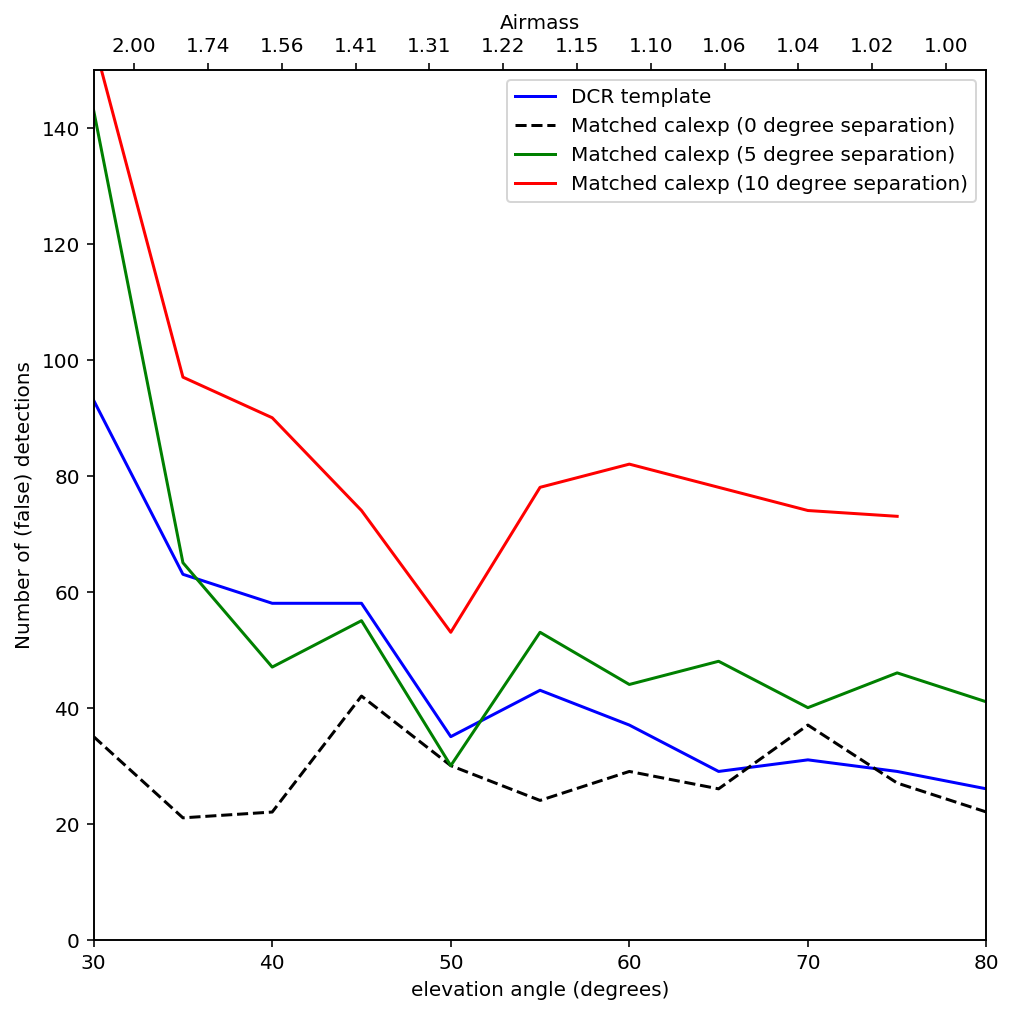 Airmass
2.00 1.74 1.56 1.41 1.31 1.22 1.15 1.10 1.06 1.04 1.02 1.00
DCR template
Matched calexp (0 degree separation)
Matched calexp (5 degree separation)
Matched calexp (10 degree separation)
140
120
100
80
60
40
20
0
Number of (false) detections
30 40 50 60 70 80
elevation angle (degrees)